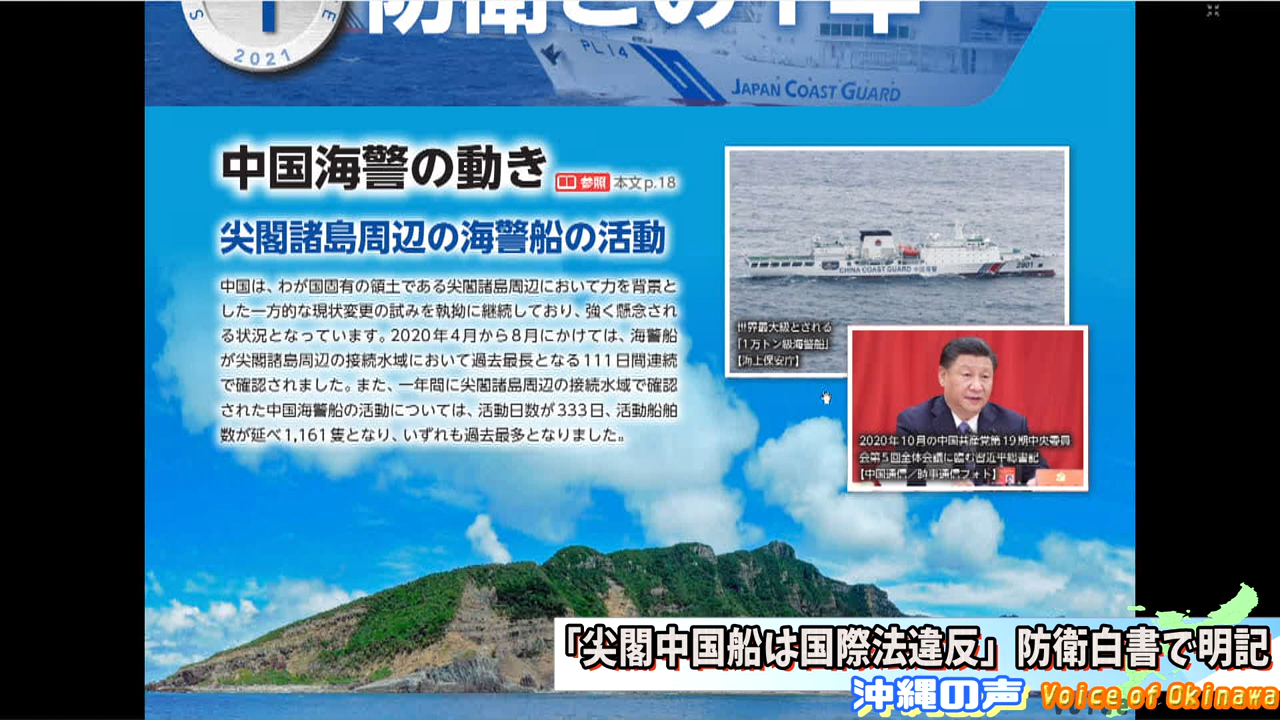 防衛この1年
2021
PL14
JAPAN COAST GUARD
中国海警の動き
参照 本文p.18
尖閣諸島周辺の海警船の活動
中国は、わが国固有の領土である尖閣諸島周辺において力を背景と
した一方的な現状変更の試みを執拗に継続しており、強く懸念され
る状況となっています。2020年4月から8月にかけては、海警船
が尖閣諸島周辺の接続水域において過去最長となる111日間連続
で確認されました。また、一年間に尖閣諸島周辺の接続水域で確認
された中国海警船の活動については、活動日数が333日、活動船舶
数が延べ1,161隻となり、いずれも過去最多となりました。
CHINA COAST GUARD 中国海警
2901
世界最大級とされる
「1万トン級海警船」
【海上保安庁】
2020年10月の中国共産党第19期中央委員
会第5回全体会議に臨む習近平総書記
【中国通信/時事通信フォト】
「尖閣中国船は国際法違反」防衛白書で明記
沖縄の声 Voice of Okinawa